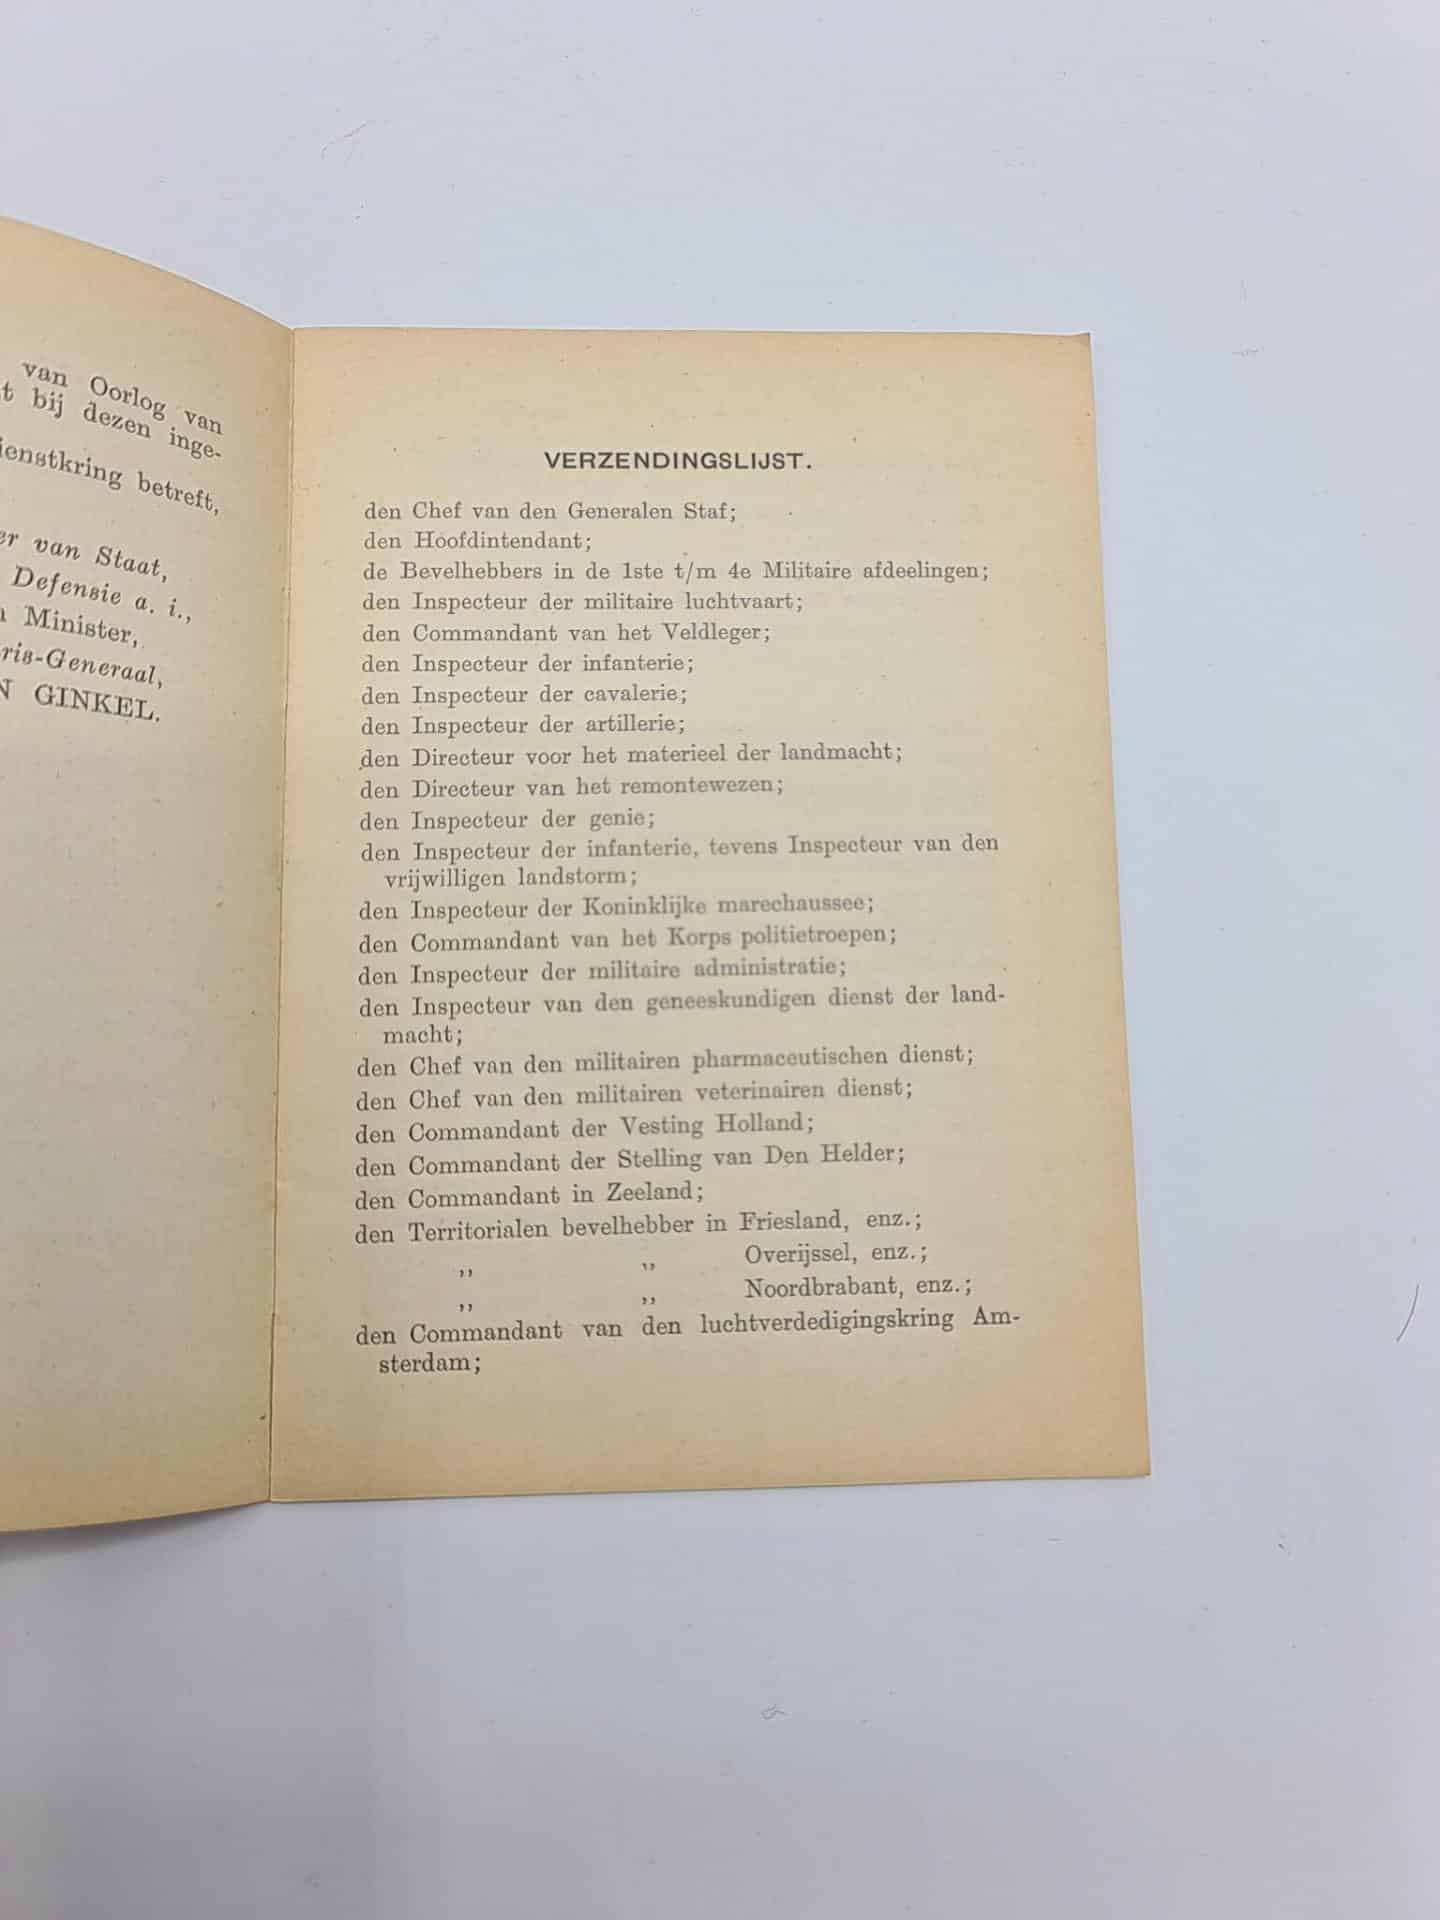 van Oorlog van
t bij dezen inge-
ienstkring betreft,
er van Staat,
Defensie a. i.,
n Minister,
ris-Generaal,
N GINKEL.
VERZENDINGSLIJST.
den Chef van den Generalen Staf;
den Hoofdintendant;
de Bevelhebbers in de 1ste t/m 4e Militaire afdeelingen;
den Inspecteur der militaire luchtvaart;
den Commandant van het Veldleger;
den Inspecteur der infanterie;
den Inspecteur der cavalerie;
den Inspecteur der artillerie;
den Directeur voor het materieel der landmacht;
den Directeur van het remontewezen;
den Inspecteur der genie;
den Inspecteur der infanterie, tevens Inspecteur van den
vrijwilligen landstorm;
den Inspecteur der Koninklijke marechaussee;
den Commandant van het Korps politietroepen;
den Inspecteur der militaire administratie;
den Inspecteur van den geneeskundigen dienst der land-
macht;
den Chef van den militairen pharmaceutischen dienst;
den Chef van den militairen veterinairen dienst;
den Commandant der Vesting Holland;
den Commandant der Stelling van Den Helder;
den Commandant in Zeeland;
den Territorialen bevelhebber in Friesland, enz.;
,, ,, Overijssel, enz.;
,, ,, Noordbrabant, enz.;
den Commandant van den luchtverdedigingskring Am-
sterdam;